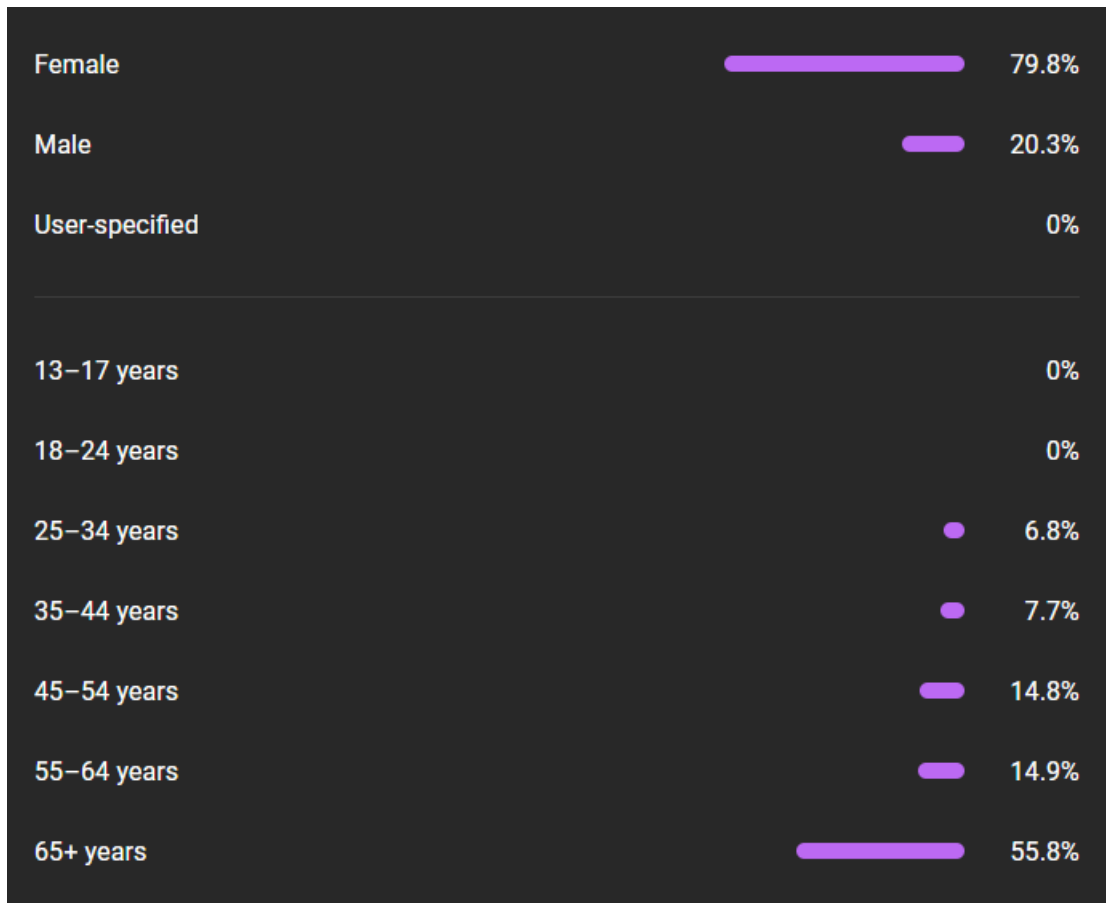 Female 79.8%
Male 20.3%
User-specified 0%
13–17 years 0%
18–24 years 0%
25–34 years 6.8%
35–44 years 7.7%
45–54 years 14.8%
55–64 years 14.9%
65+ years 55.8%